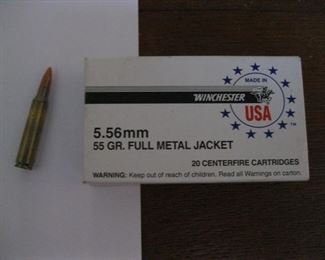 MADE IN
WINCHESTER
USA
™
5.56mm
55 GR. FULL METAL JACKET
20 CENTERFIRE CARTRIDGES
WARNING: Keep out of reach of children. Read all Warnings on carton.